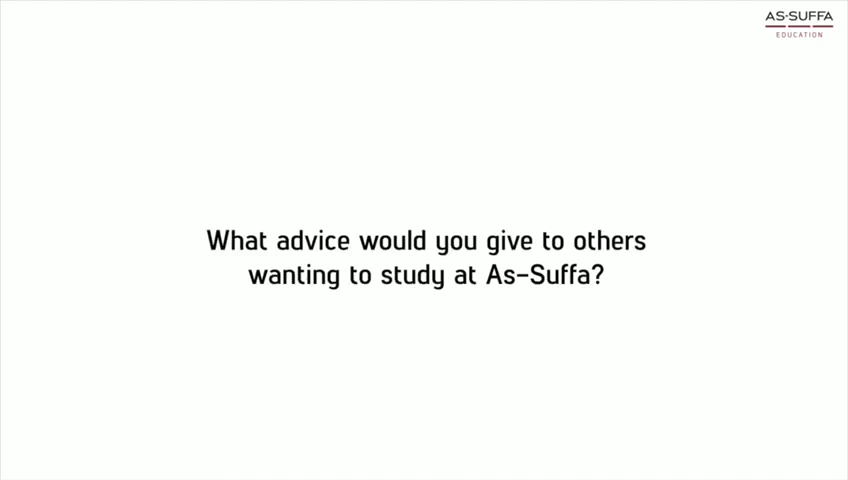 AS-SUFFA
EDUCATION
What advice would you give to others
wanting to study at As-Suffa?